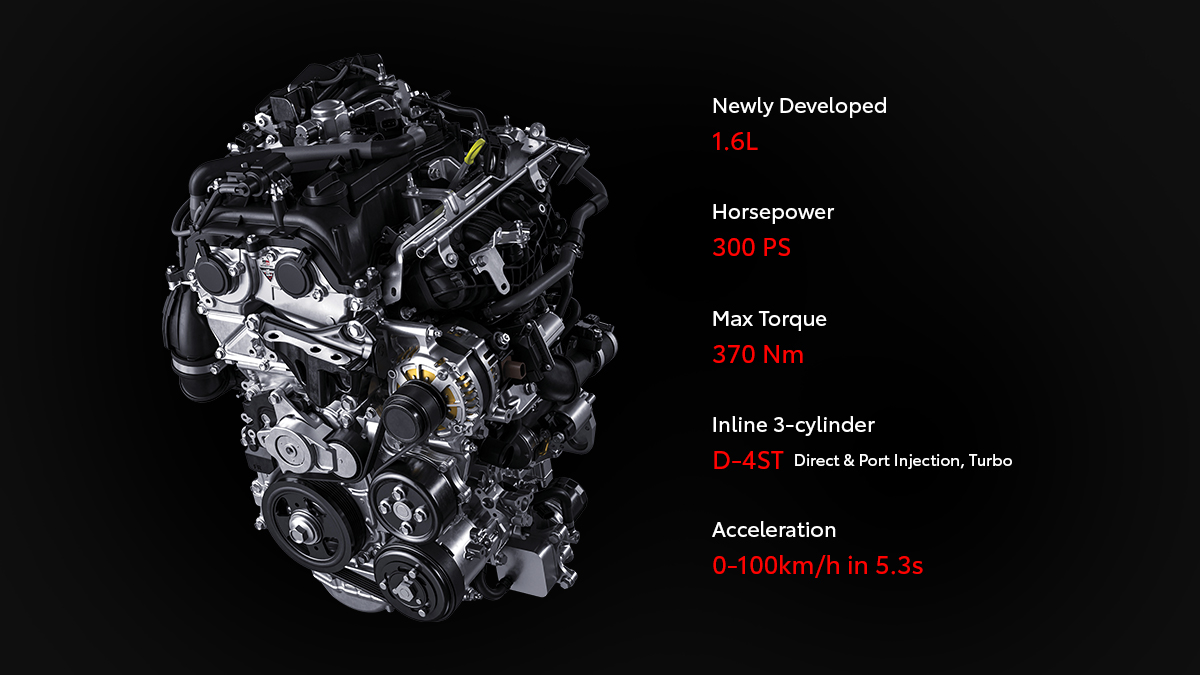 Newly Developed
1.6L
Horsepower
300 PS
Max Torque
370 Nm
Inline 3-cylinder
D-4ST Direct & Port Injection, Turbo
Acceleration
0-100km/h in 5.3s